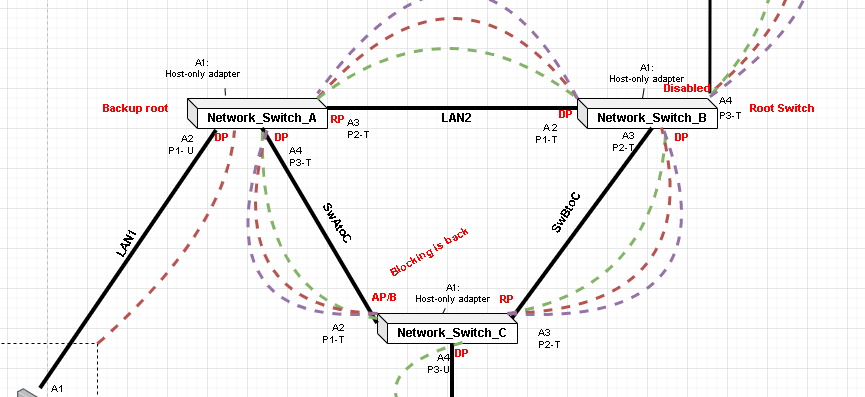 A1:
Host-only adapter
A1:
Host-only adapter
Disabled
Backup root
Network_Switch_A
RP
A3
P2-T
LAN2
DP
A2
P1-T
Network_Switch_B
A4
P3-T
Root Switch
A2
P1- U
DP
DP
A4
P3-T
A3
P2-T
DP
LAN1
SwAtoC
SwBtoC
Blocking is back
AP/B
A1:
Host-only adapter
RP
A2
P1-T
Network_Switch_C
A3
P2-T
A4
P3-U
DP
A1